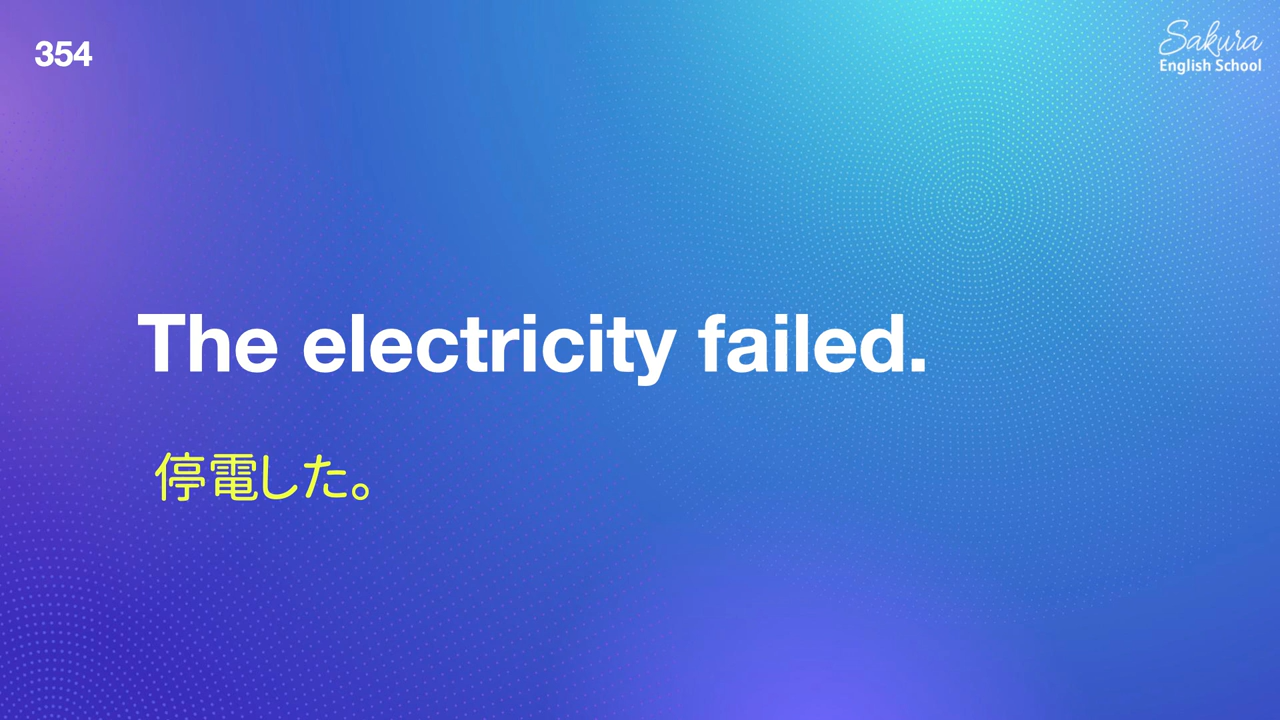 354
Sakura
English School
The electricity failed.
停電した。